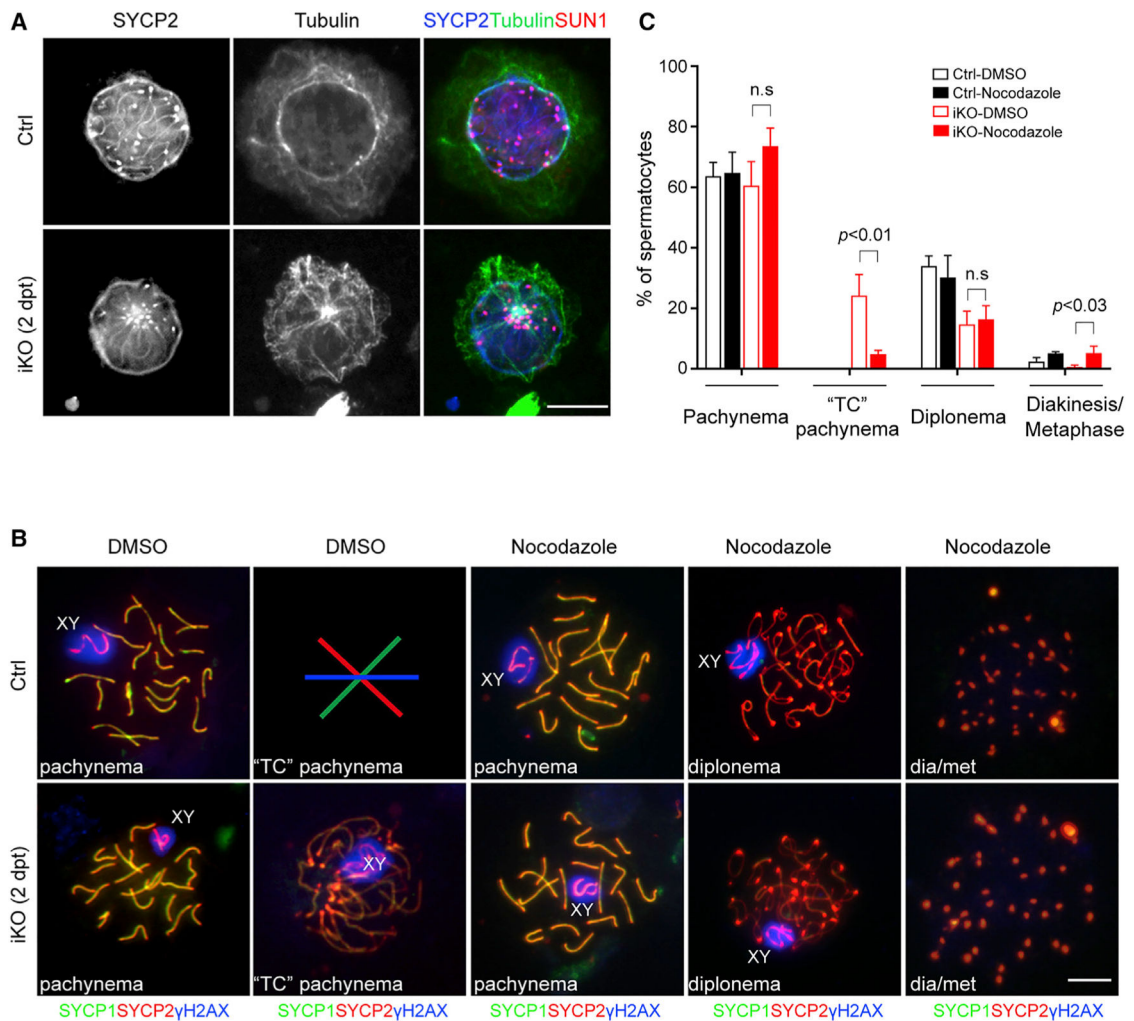 A
SYCP2
Tubulin
SYCP2TubulinSUN1
Ctrl
iKO (2 dpt)
C
% of spermatocytes
100
80
60
40
20
0
Ctrl-DMSO
Ctrl-Nocodazole
iKO-DMSO
iKO-Nocodazole
n.s
p<0.01
n.s
p<0.03
Pachynema
“TC” pachynema
Diplonema
Diakinesis/
Metaphase
B
DMSO
DMSO
Nocodazole
Nocodazole
Nocodazole
Ctrl
XY
pachynema
“TC” pachynema
XY
pachynema
XY
diplonema
dia/met
iKO (2 dpt)
XY
pachynema
XY
“TC” pachynema
XY
pachynema
XY
diplonema
dia/met
SYCP1SYCP2γH2AX
SYCP1SYCP2γH2AX
SYCP1SYCP2γH2AX
SYCP1SYCP2γH2AX
SYCP1SYCP2γH2AX